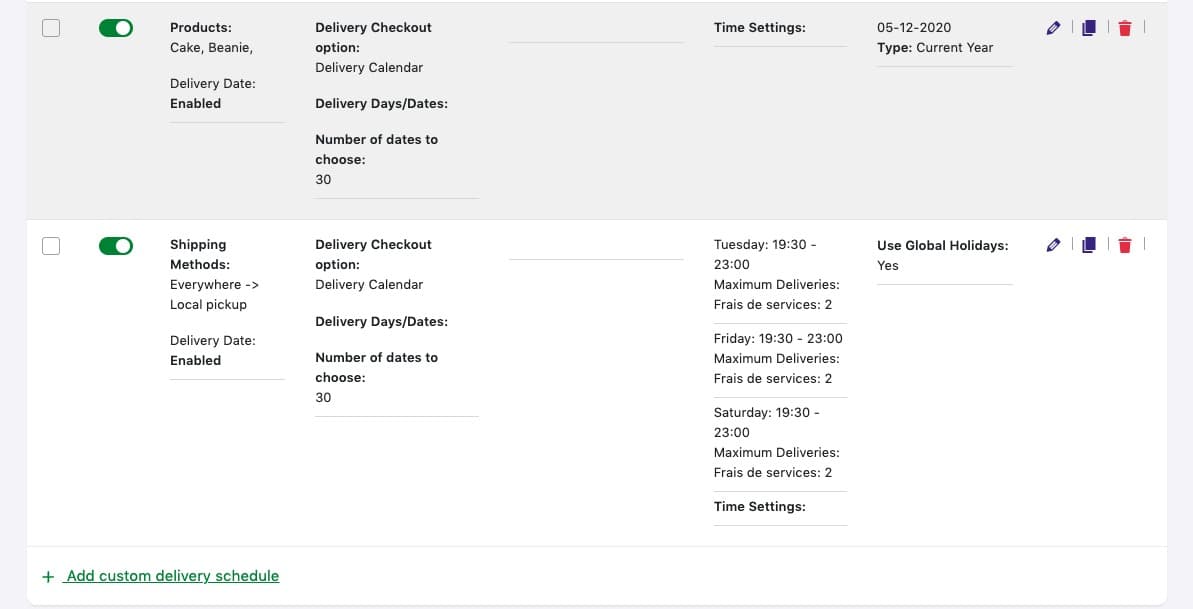 Products:
Cake, Beanie,
Delivery Date:
Enabled
Delivery Checkout
option:
Delivery Calendar
Delivery Days/Dates:
Number of dates to
choose:
30
Time Settings:
05-12-2020
Type: Current Year
Shipping
Methods:
Everywhere ->
Local pickup
Delivery Date:
Enabled
Delivery Checkout
option:
Delivery Calendar
Delivery Days/Dates:
Number of dates to
choose:
30
Tuesday: 19:30 -
23:00
Maximum Deliveries:
Frais de services: 2
Friday: 19:30 - 23:00
Maximum Deliveries:
Frais de services: 2
Saturday: 19:30 -
23:00
Maximum Deliveries:
Frais de services: 2
Time Settings:
Use Global Holidays:
Yes
+ Add custom delivery schedule